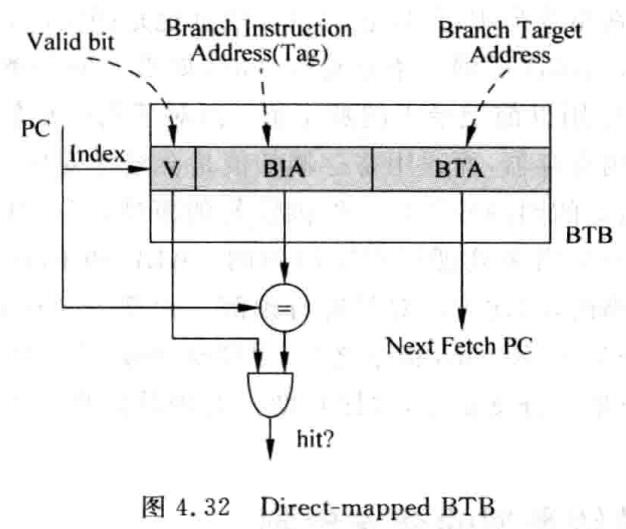 Valid bit
Branch Instruction
Address(Tag)
Branch Target
Address
PC
Index
V
BIA
BTA
BTB
=
Next Fetch PC
hit?
图 4.32 Direct-mapped BTB